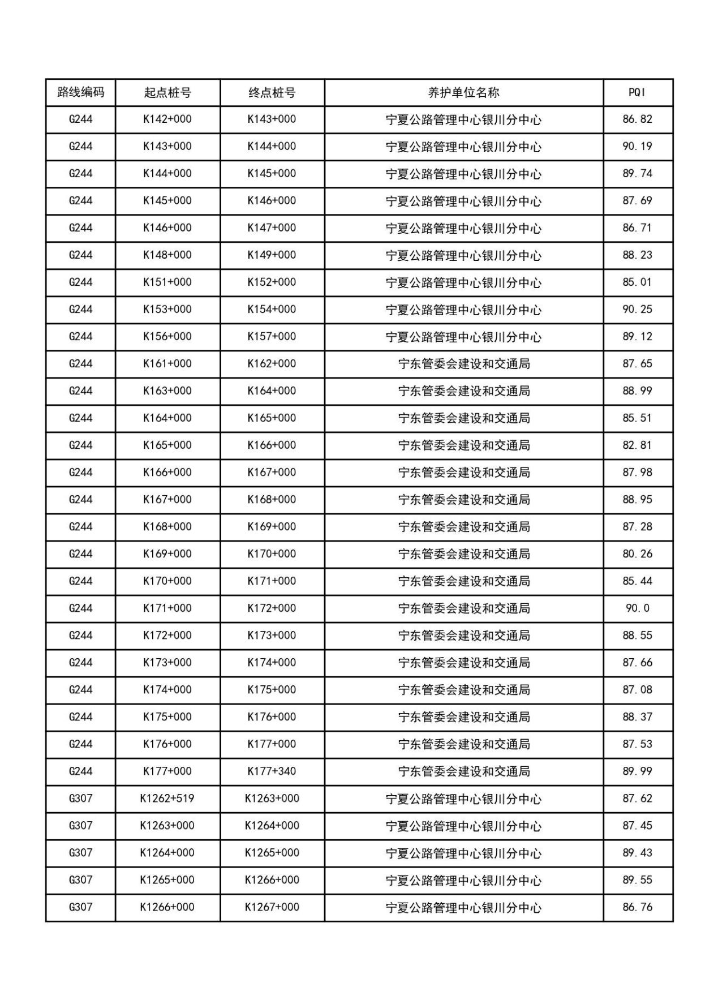 路线编码 起点桩号 终点桩号 养护单位名称 PQI
G244 K142+000 K143+000 宁夏公路管理中心银川分中心 86.82
G244 K143+000 K144+000 宁夏公路管理中心银川分中心 90.19
G244 K144+000 K145+000 宁夏公路管理中心银川分中心 89.74
G244 K145+000 K146+000 宁夏公路管理中心银川分中心 87.69
G244 K146+000 K147+000 宁夏公路管理中心银川分中心 86.71
G244 K148+000 K149+000 宁夏公路管理中心银川分中心 88.23
G244 K151+000 K152+000 宁夏公路管理中心银川分中心 85.01
G244 K153+000 K154+000 宁夏公路管理中心银川分中心 90.25
G244 K156+000 K157+000 宁夏公路管理中心银川分中心 89.12
G244 K161+000 K162+000 宁东管委会建设和交通局 87.65
G244 K163+000 K164+000 宁东管委会建设和交通局 88.99
G244 K164+000 K165+000 宁东管委会建设和交通局 85.51
G244 K165+000 K166+000 宁东管委会建设和交通局 82.81
G244 K166+000 K167+000 宁东管委会建设和交通局 87.98
G244 K167+000 K168+000 宁东管委会建设和交通局 88.95
G244 K168+000 K169+000 宁东管委会建设和交通局 87.28
G244 K169+000 K170+000 宁东管委会建设和交通局 80.26
G244 K170+000 K171+000 宁东管委会建设和交通局 85.44
G244 K171+000 K172+000 宁东管委会建设和交通局 90.0
G244 K172+000 K173+000 宁东管委会建设和交通局 88.55
G244 K173+000 K174+000 宁东管委会建设和交通局 87.66
G244 K174+000 K175+000 宁东管委会建设和交通局 87.08
G244 K175+000 K176+000 宁东管委会建设和交通局 88.37
G244 K176+000 K177+000 宁东管委会建设和交通局 87.53
G244 K177+000 K177+340 宁东管委会建设和交通局 89.99
G307 K1262+519 K1263+000 宁夏公路管理中心银川分中心 87.62
G307 K1263+000 K1264+000 宁夏公路管理中心银川分中心 87.45
G307 K1264+000 K1265+000 宁夏公路管理中心银川分中心 89.43
G307 K1265+000 K1266+000 宁夏公路管理中心银川分中心 89.55
G307 K1266+000 K1267+000 宁夏公路管理中心银川分中心 86.76